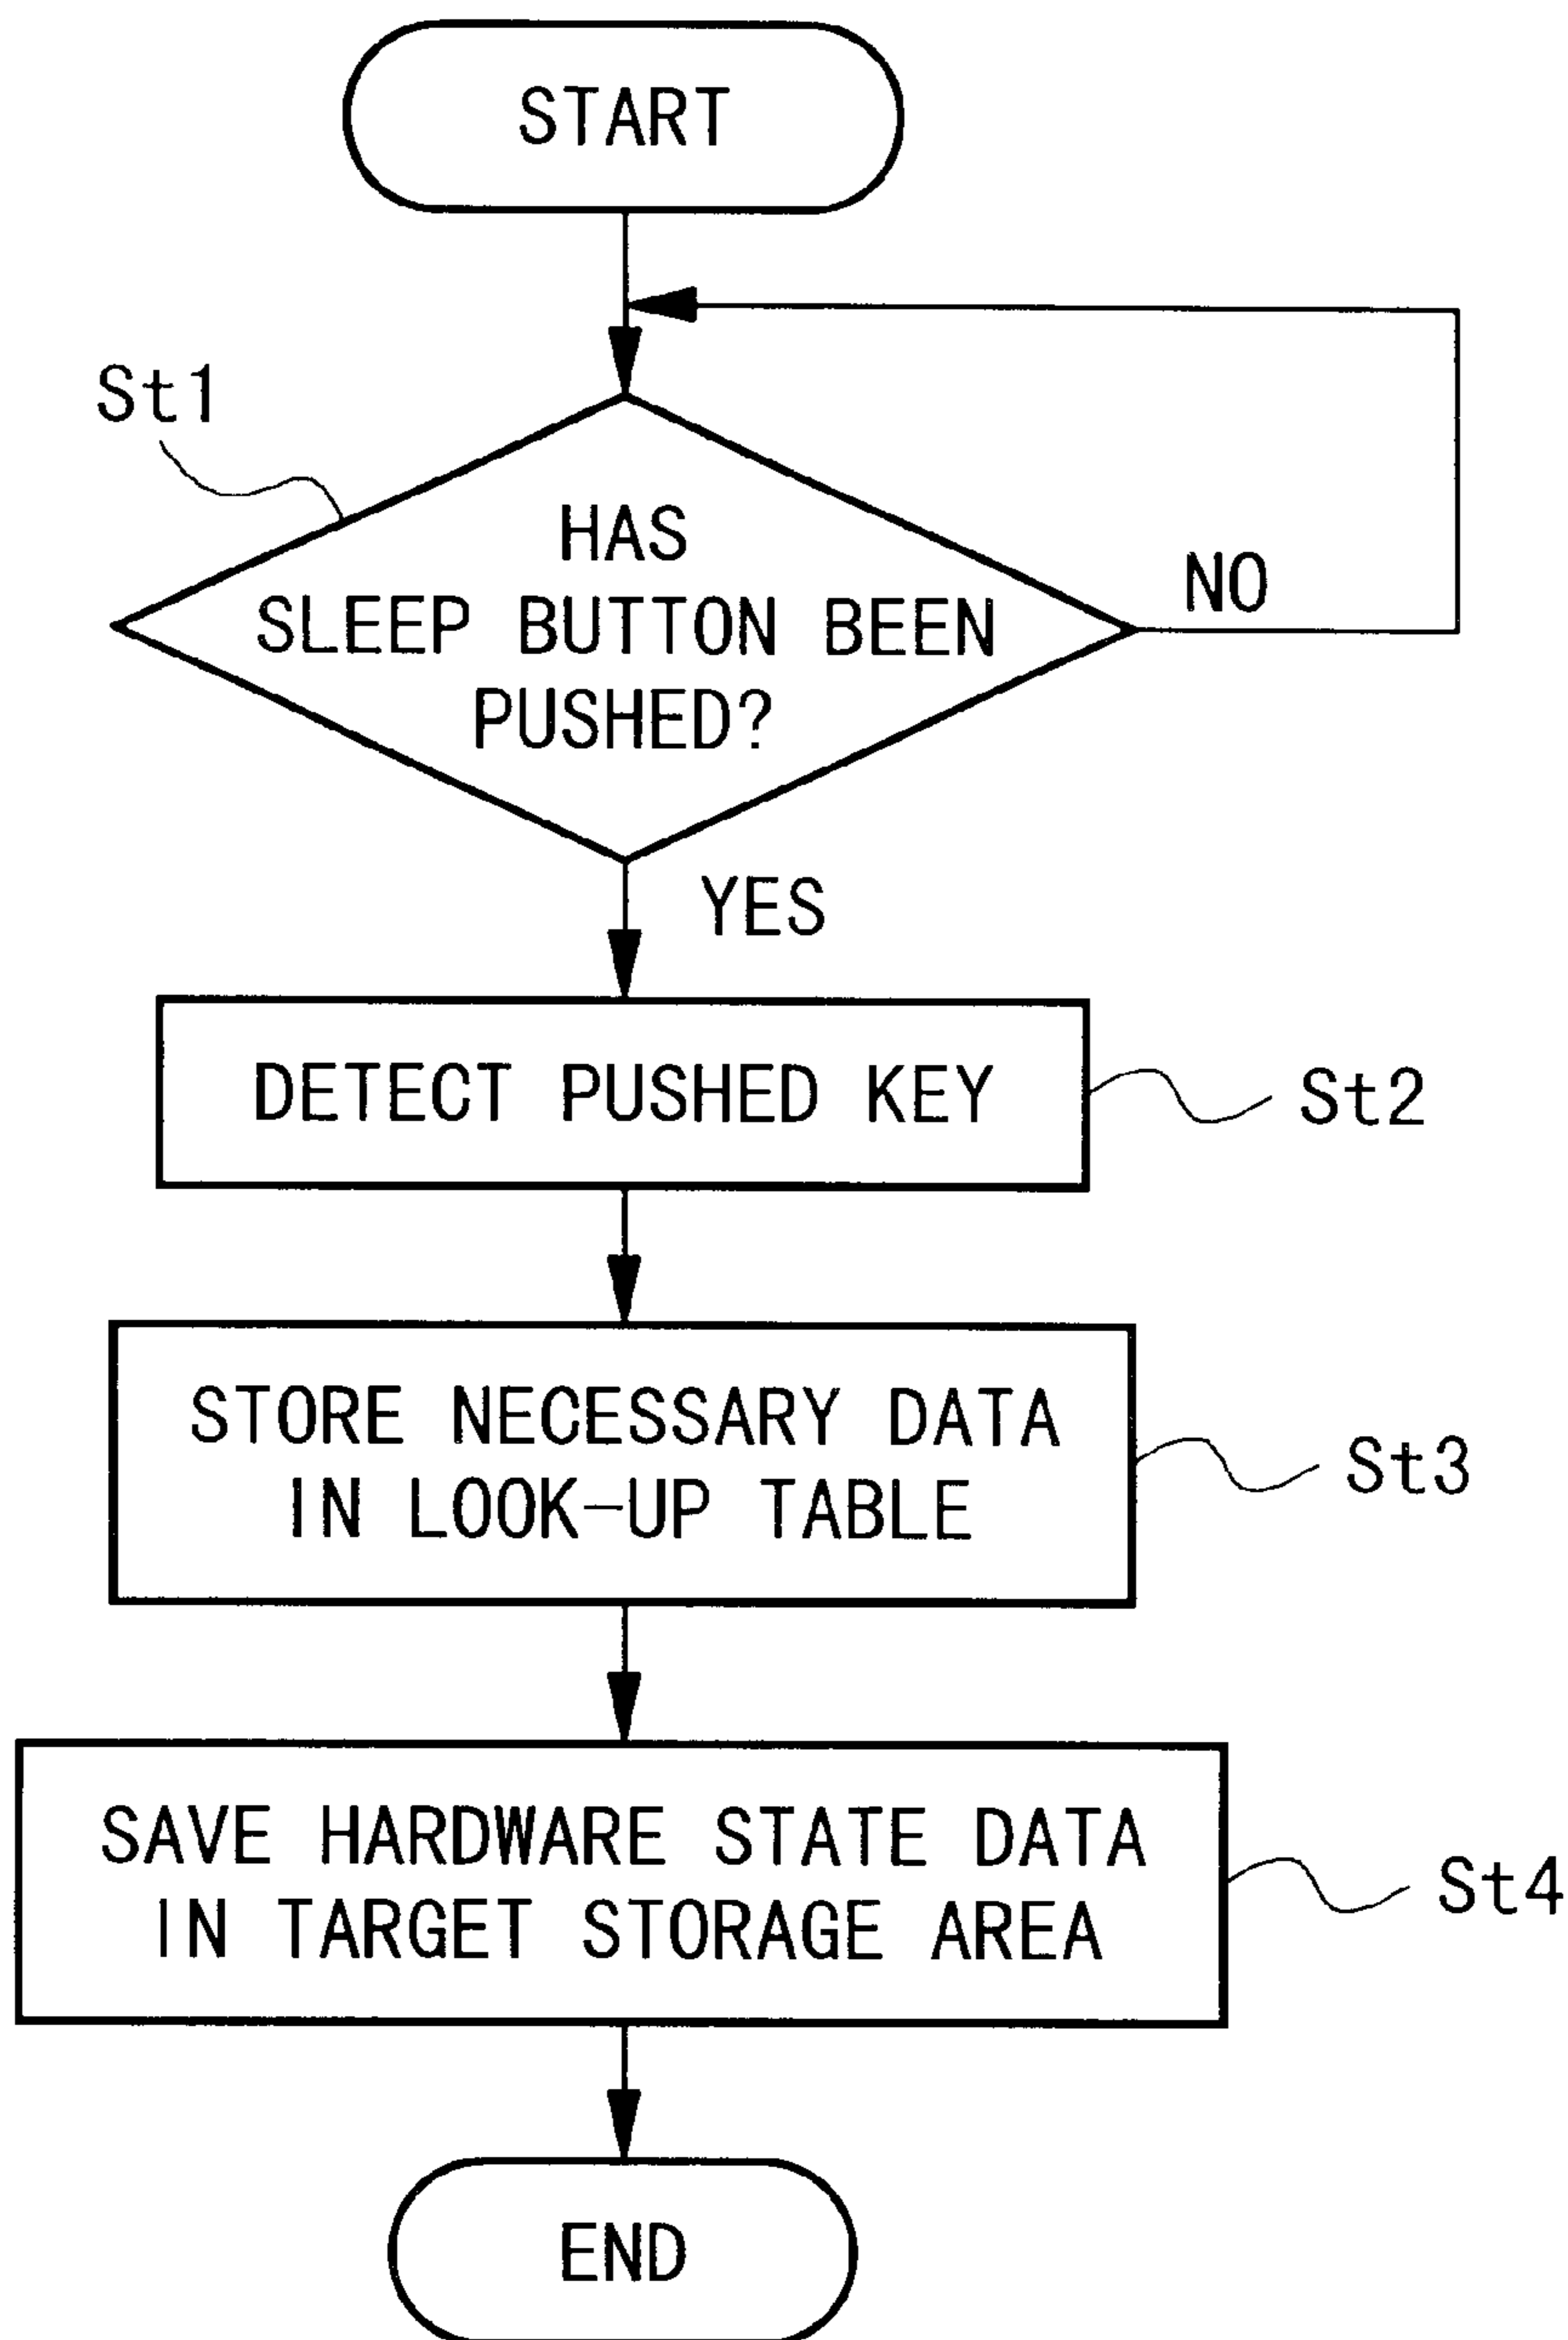 START
St1
HAS
SLEEP BUTTON BEEN
PUSHED?
NO
YES
DETECT PUSHED KEY
St2
STORE NECESSARY DATA
IN LOOK-UP TABLE
St3
SAVE HARDWARE STATE DATA
IN TARGET STORAGE AREA
St4
END